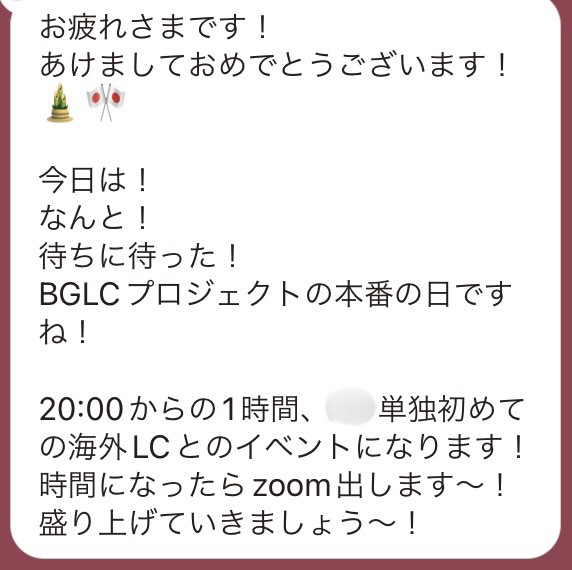 お疲れさまです！
あけましておめでとうございます！
🎍🎌
今日は！
なんと！
待ちに待った！
BGLCプロジェクトの本番の日です
ね！
20:00からの1時間、単独初めて
の海外LCとのイベントになります！
時間になったらzoom出します〜！
盛り上げていきましょう〜！